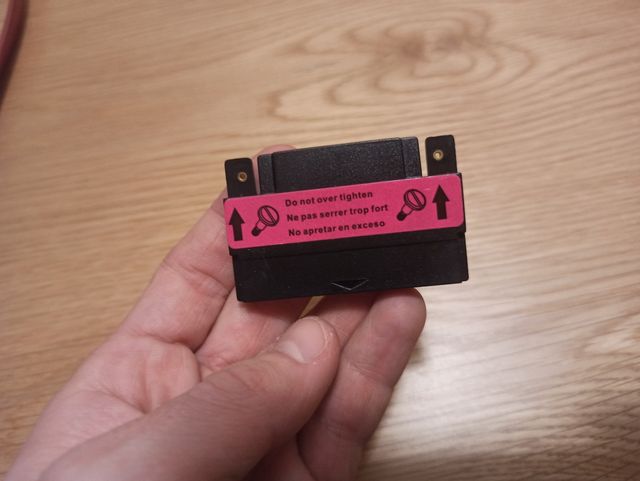 Do not over tighten
Ne pas serrer trop fort
No apretar en exceso